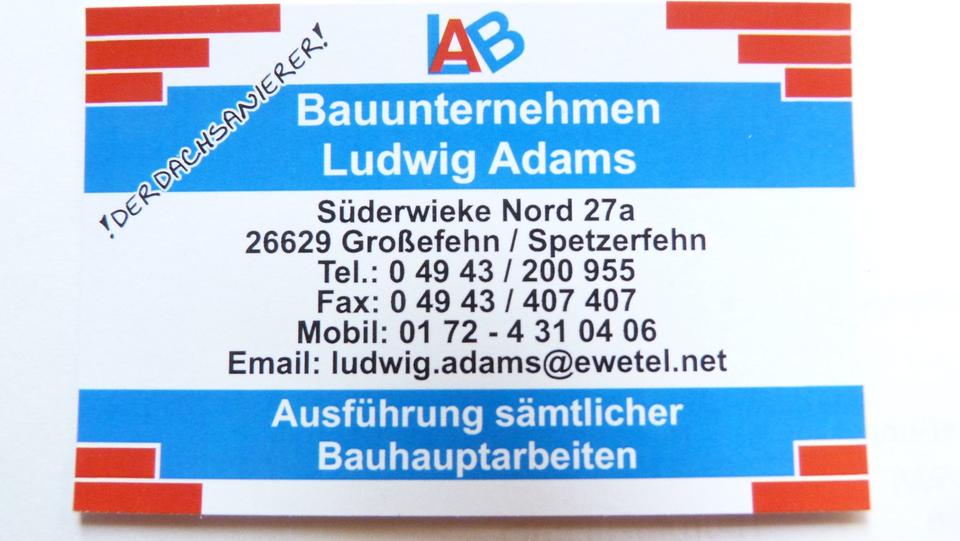 LAB
!DER DACHSANIERER!
Bauunternehmen
Ludwig Adams
Süderwieke Nord 27a
26629 Großefehn / Spetzerfehn
Tel.: 0 49 43 / 200 955
Fax: 0 49 43 / 407 407
Mobil: 01 72 - 4 31 04 06
Email: ludwig.adams@ewetel.net
Ausführung sämtlicher
Bauhauptarbeiten